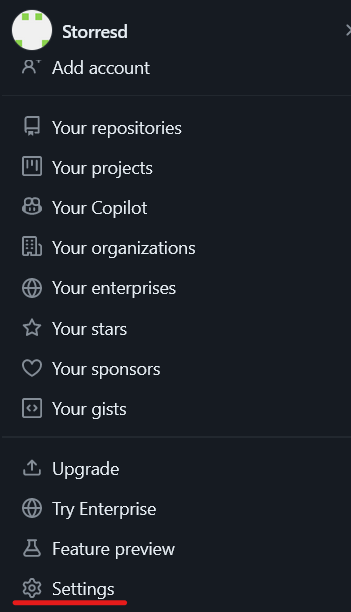 Storresd
Add account
Your repositories
Your projects
Your Copilot
Your organizations
Your enterprises
Your stars
Your sponsors
Your gists
Upgrade
Try Enterprise
Feature preview
Settings